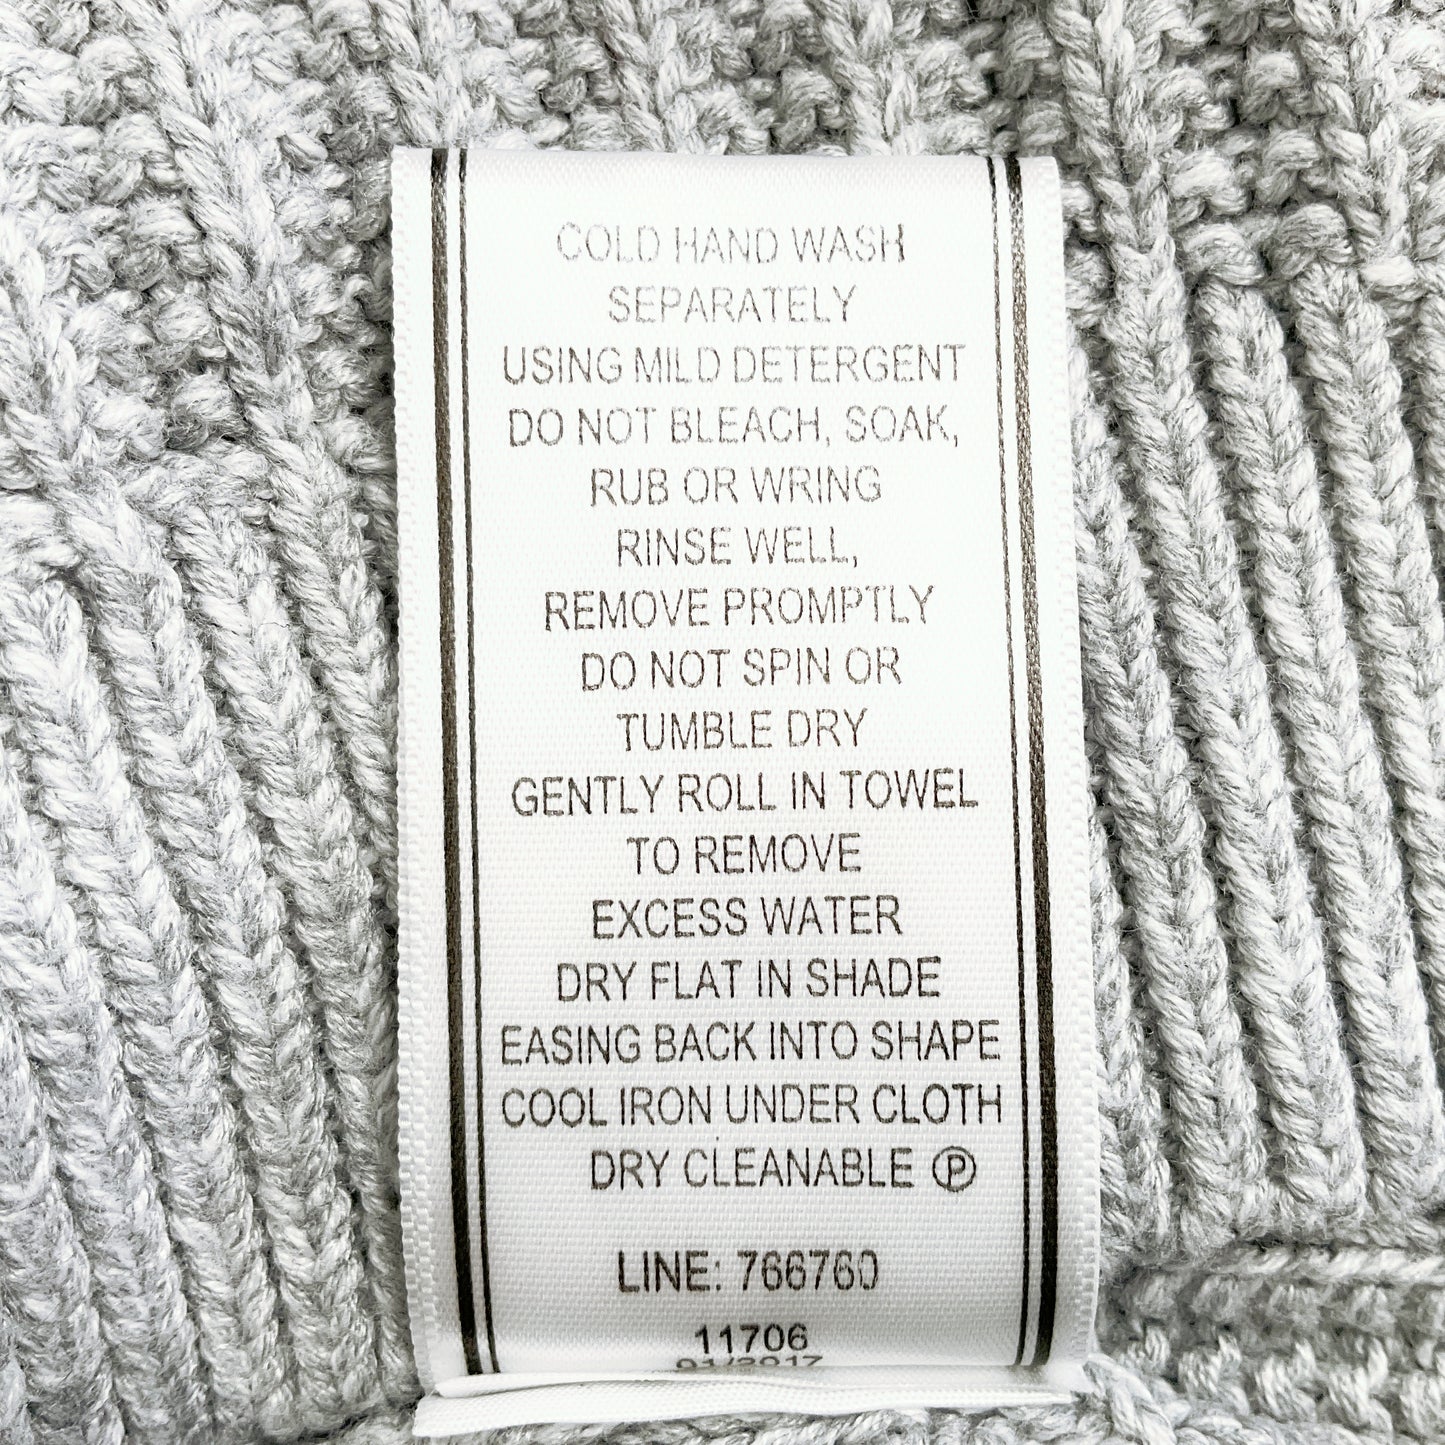 COLD HAND WASH
SEPARATELY
USING MILD DETERGENT
DO NOT BLEACH, SOAK,
RUB OR WRING
RINSE WELL,
REMOVE PROMPTLY
DO NOT SPIN OR
TUMBLE DRY
GENTLY ROLL IN TOWEL
TO REMOVE
EXCESS WATER
DRY FLAT IN SHADE
EASING BACK INTO SHAPE
COOL IRON UNDER CLOTH
DRY CLEANABLE Ⓟ
LINE: 766760
11706
01/2017